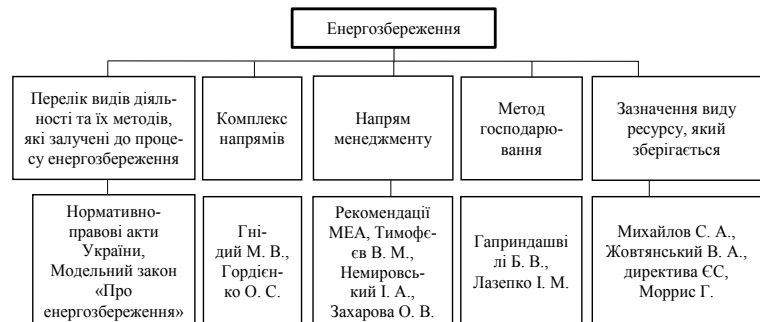 Енергозбереження
Перелік видів діяль-
ності та їх методів,
які залучені до проце-
су енергозбереження
Комплекс
напрямів
Напрям
менеджменту
Метод
господарю-
вання
Зазначення виду
ресурсу, який
зберігається
Нормативно-
правові акти
України,
Модельний закон
«Про
енергозбереження»
Гні-
дий М. В.,
Гордієн-
ко О. С.
Рекомендації
МЕА, Тимофє-
єв В. М.,
Немировсь-
кий І. А.,
Захарова О. В.
Гаприндашві
лі Б. В.,
Лазепко І. М.
Михайлов С. А.,
Жовтянський В. А.,
директива ЄС,
Моррис Г.